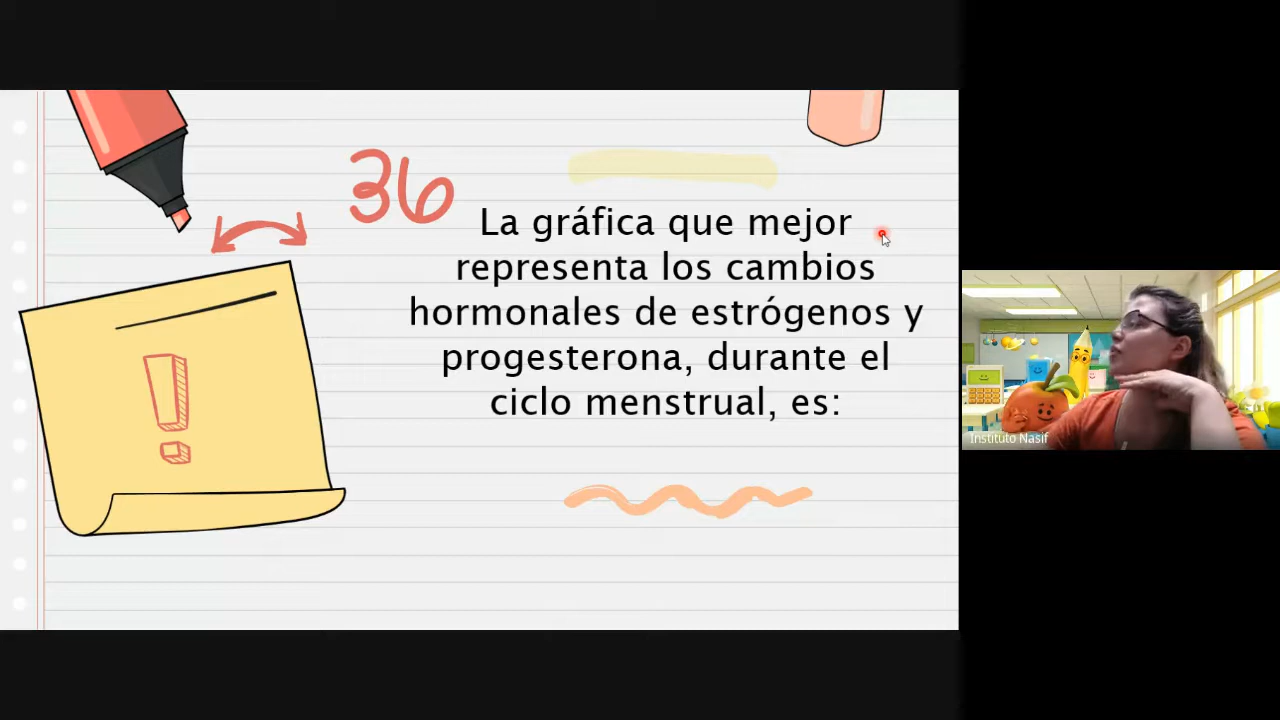 36
La gráfica que mejor
representa los cambios
hormonales de estrógenos y
progesterona, durante el
ciclo menstrual, es:
!
Instituto Nasif